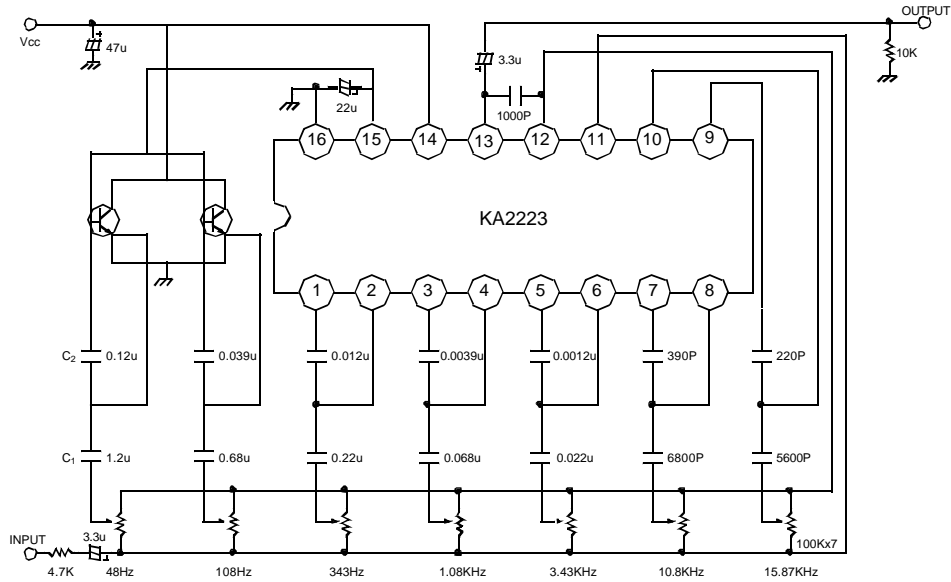 OUTPUT
Vcc
47u
3.3u
10K
22u
1000P
16 15 14 13 12 11 10 9
KA2223
1 2 3 4 5 6 7 8
C2 0.12u 0.039u 0.012u 0.0039u 0.0012u 390P 220P
C1 1.2u 0.68u 0.22u 0.068u 0.022u 6800P 5600P
INPUT
3.3u
100Kx7
4.7K 48Hz 108Hz 343Hz 1.08KHz 3.43KHz 10.8KHz 15.87KHz